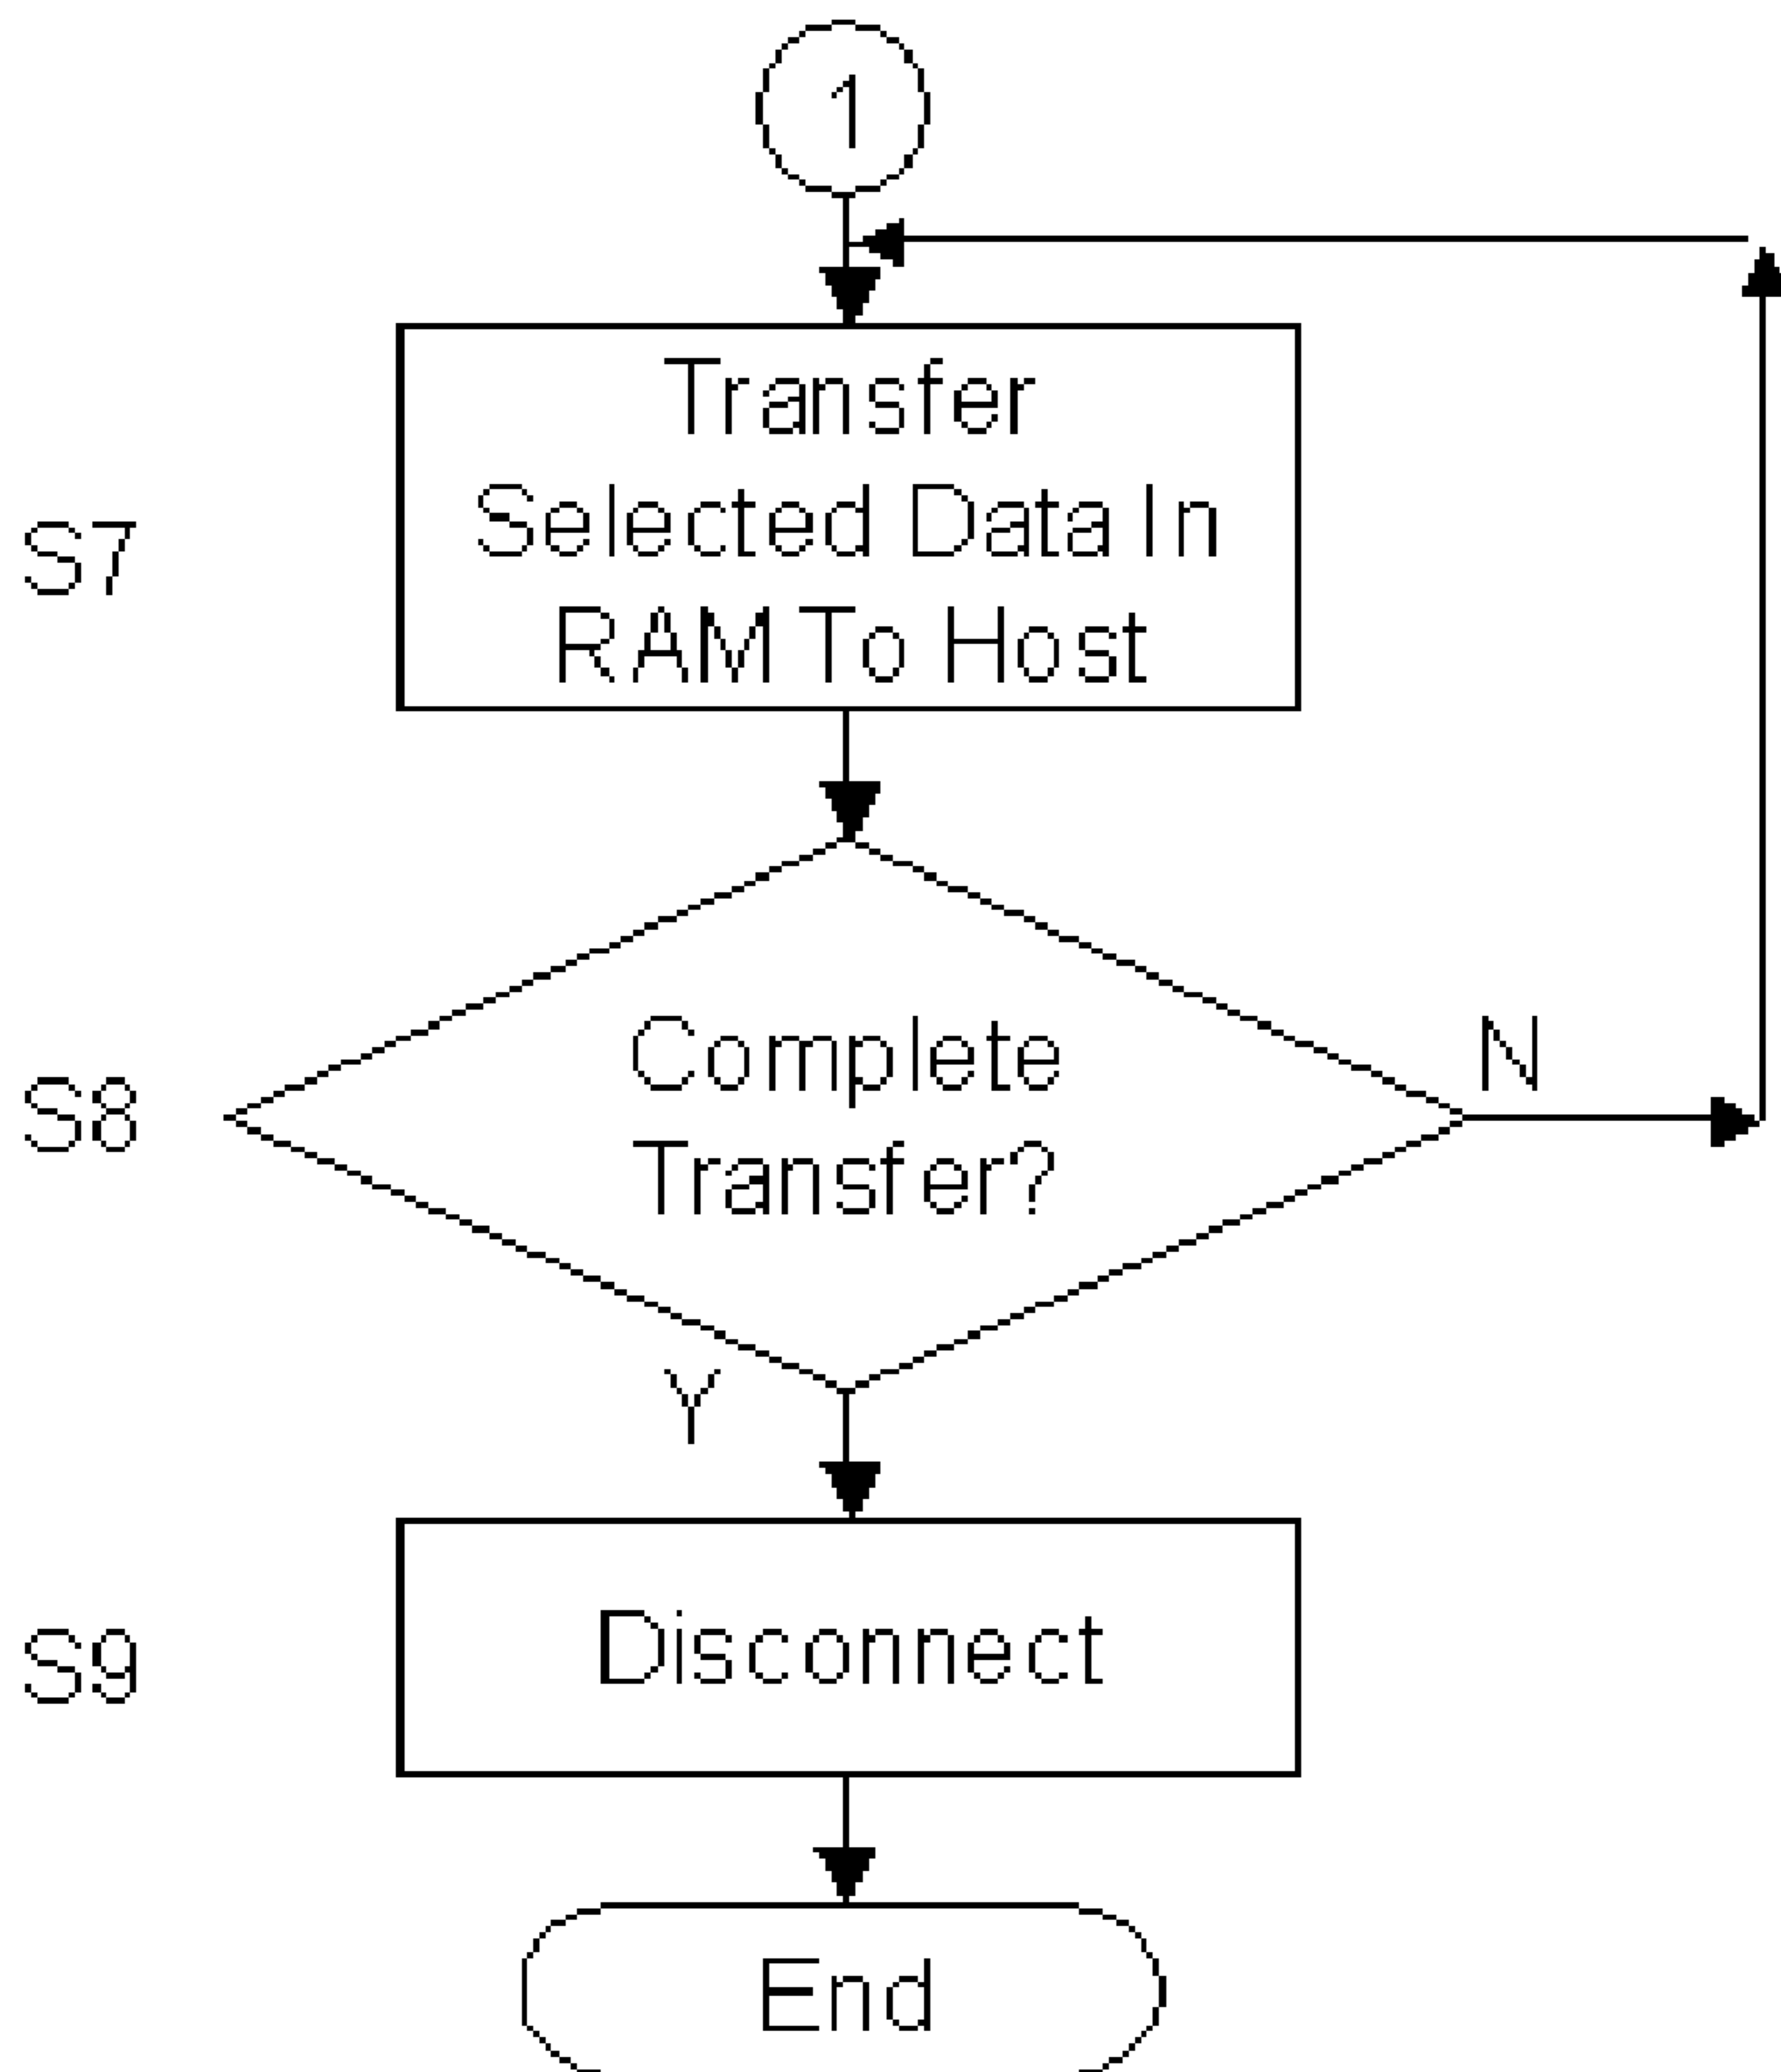 1
Transfer
Selected Data In
RAM To Host
S7
Complete
Transfer?
N
S8
Y
Disconnect
S9
End